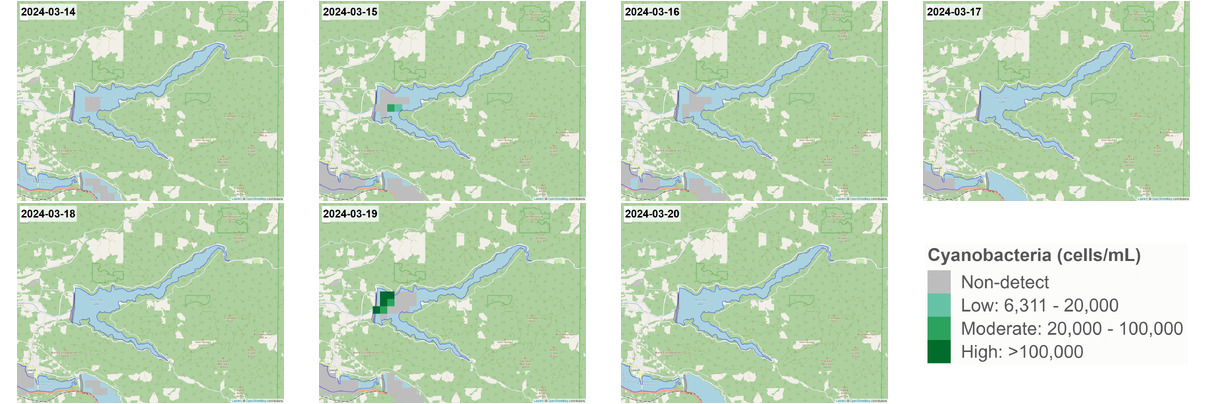 2024-03-14
2024-03-15
2024-03-16
2024-03-17
2024-03-18
2024-03-19
2024-03-20
Cyanobacteria (cells/mL)
Non-detect
Low: 6,311 - 20,000
Moderate: 20,000 - 100,000
High: >100,000